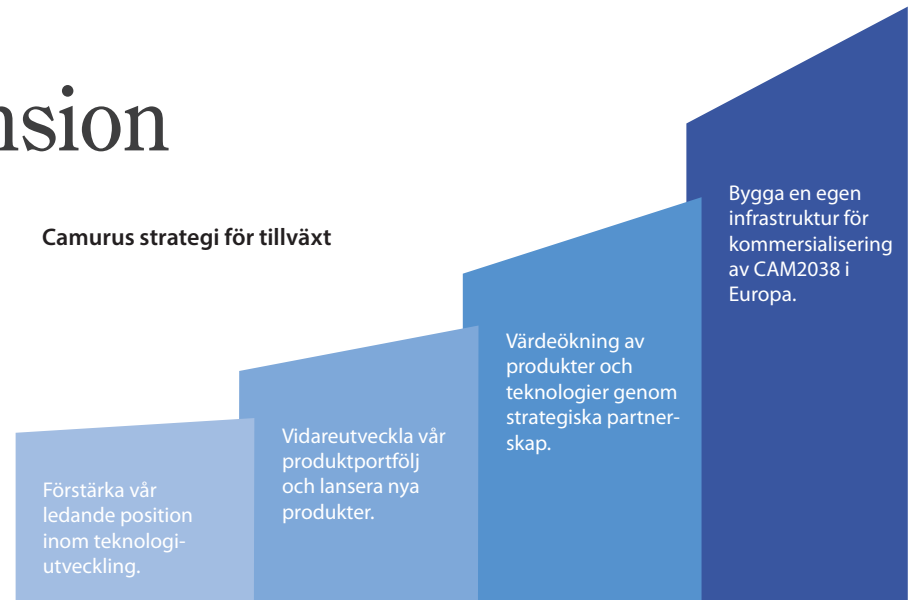 nsion
Camurus strategi för tillväxt
Förstärka vår
ledande position
inom teknologi-
utveckling.
Vidareutveckla vår
produktportfölj
och lansera nya
produkter.
Värdeökning av
produkter och
teknologier genom
strategiska partner-
skap.
Bygga en egen
infrastruktur för
kommersialisering
av CAM2038 i
Europa.